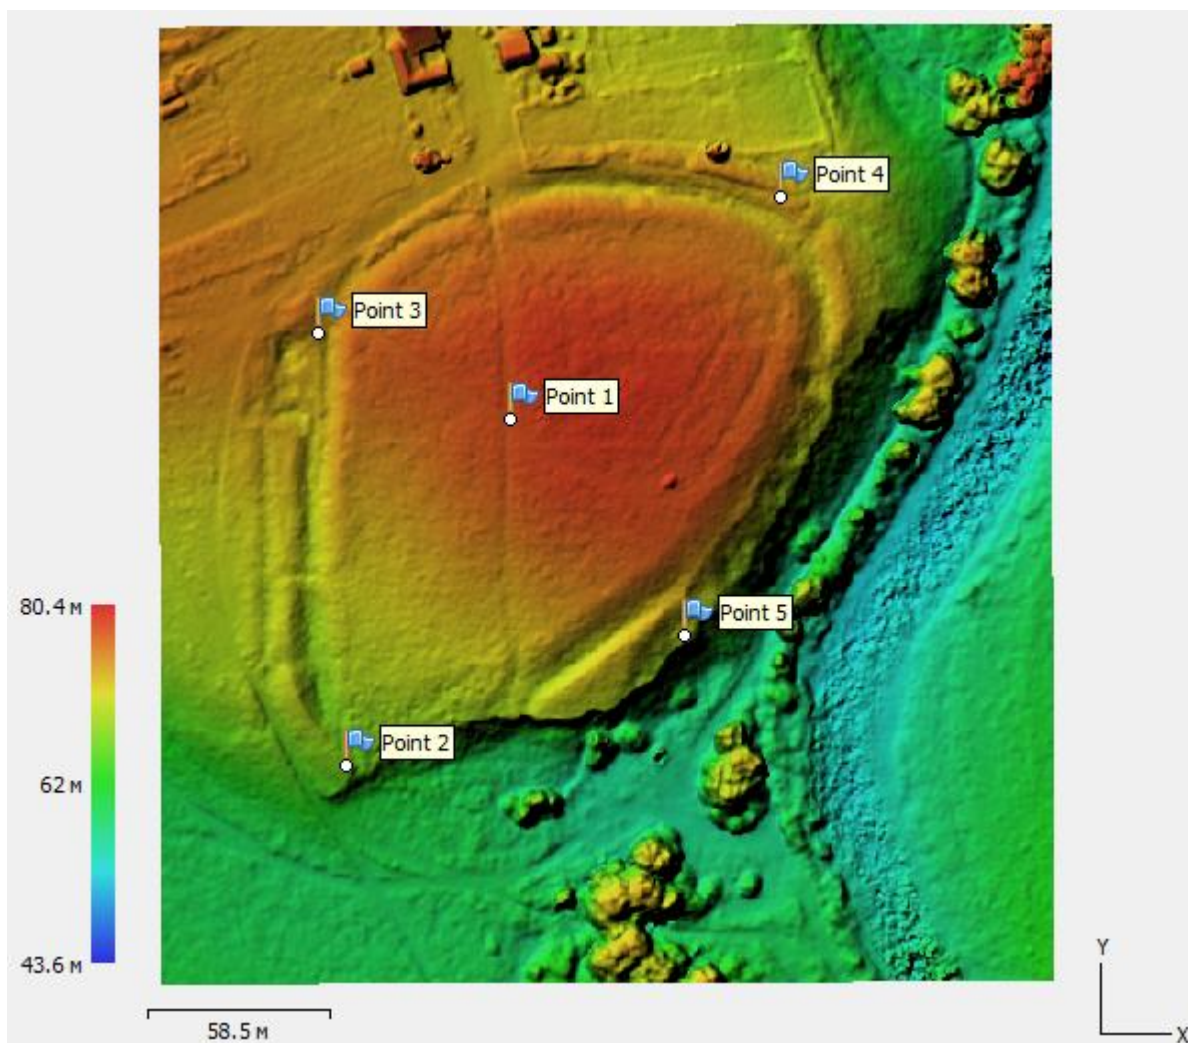 Point 4
Point 3
Point 1
80.4 м
Point 5
Point 2
62 м
43.6 м
Y
58.5 м
X